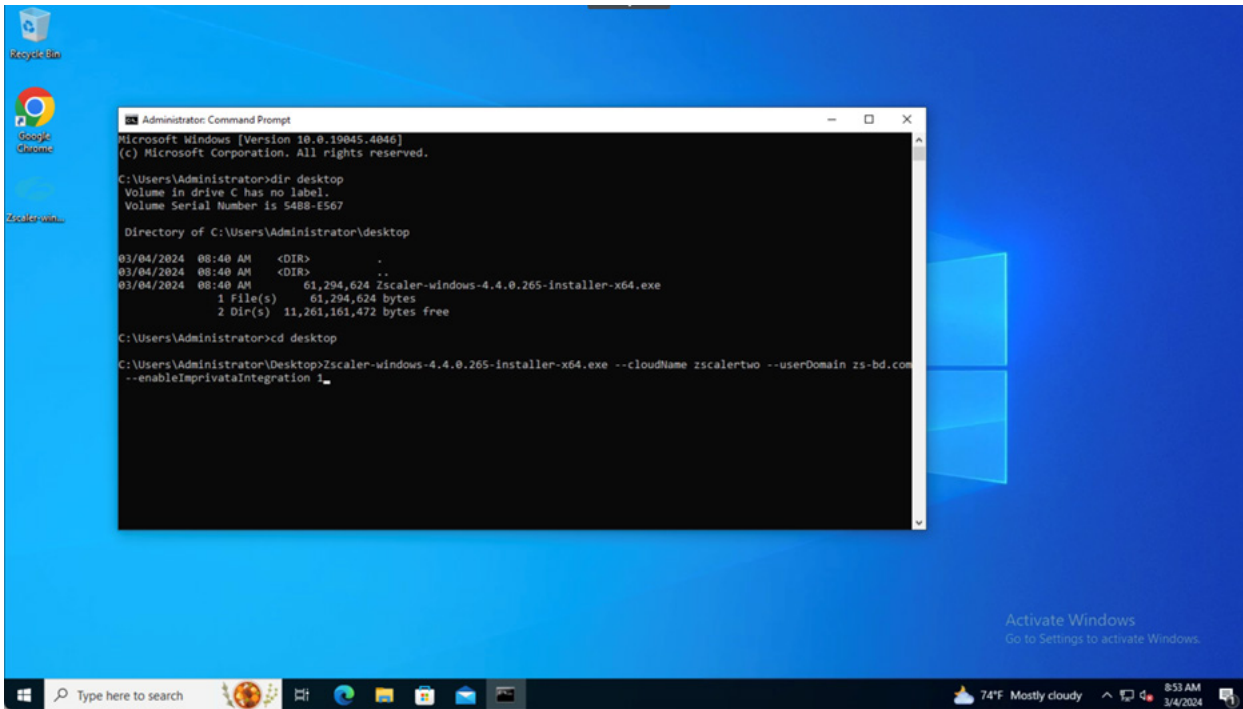 Recycle Bin
Google
Chrome
Zscaler-win...
Administrator: Command Prompt
Microsoft Windows [Version 10.0.19045.4046]
(c) Microsoft Corporation. All rights reserved.
C:\Users\Administrator>dir desktop
Volume in drive C has no label.
Volume Serial Number is 54B8-E567
Directory of C:\Users\Administrator\desktop
03/04/2024 08:40 AM <DIR> .
03/04/2024 08:40 AM <DIR> ..
03/04/2024 08:40 AM 61,294,624 Zscaler-windows-4.4.0.265-installer-x64.exe
1 File(s) 61,294,624 bytes
2 Dir(s) 11,261,161,472 bytes free
C:\Users\Administrator>cd desktop
C:\Users\Administrator\Desktop>Zscaler-windows-4.4.0.265-installer-x64.exe --cloudName zscalertwo --userDomain zs-bd.com
--enableImprivataIntegration 1
Activate Windows
Go to Settings to activate Windows.
Type here to search
74°F Mostly cloudy
8:53 AM
3/4/2024
1